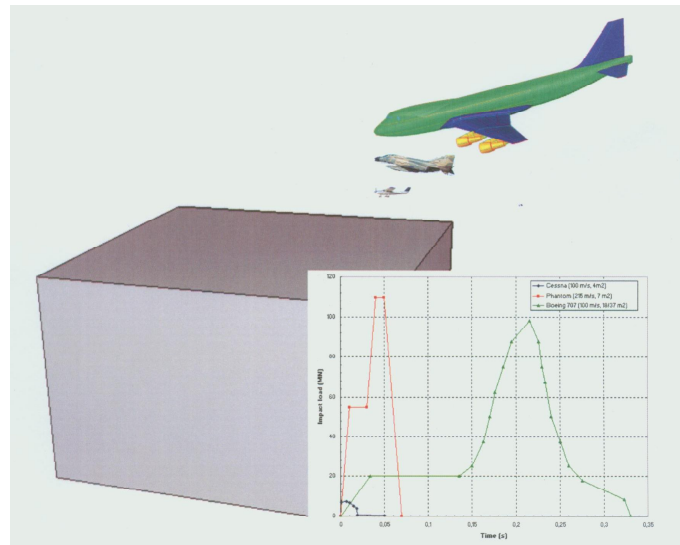 120
100
80
60
40
20
0
Impact load [MN]
Cessna (100 m/s, 4m2)
Phantom (215 m/s, 7 m2)
Boeing 707 (100 m/s, 18/37 m2)
0 0,05 0,1 0,15 0,2 0,25 0,3 0,35
Time [s]